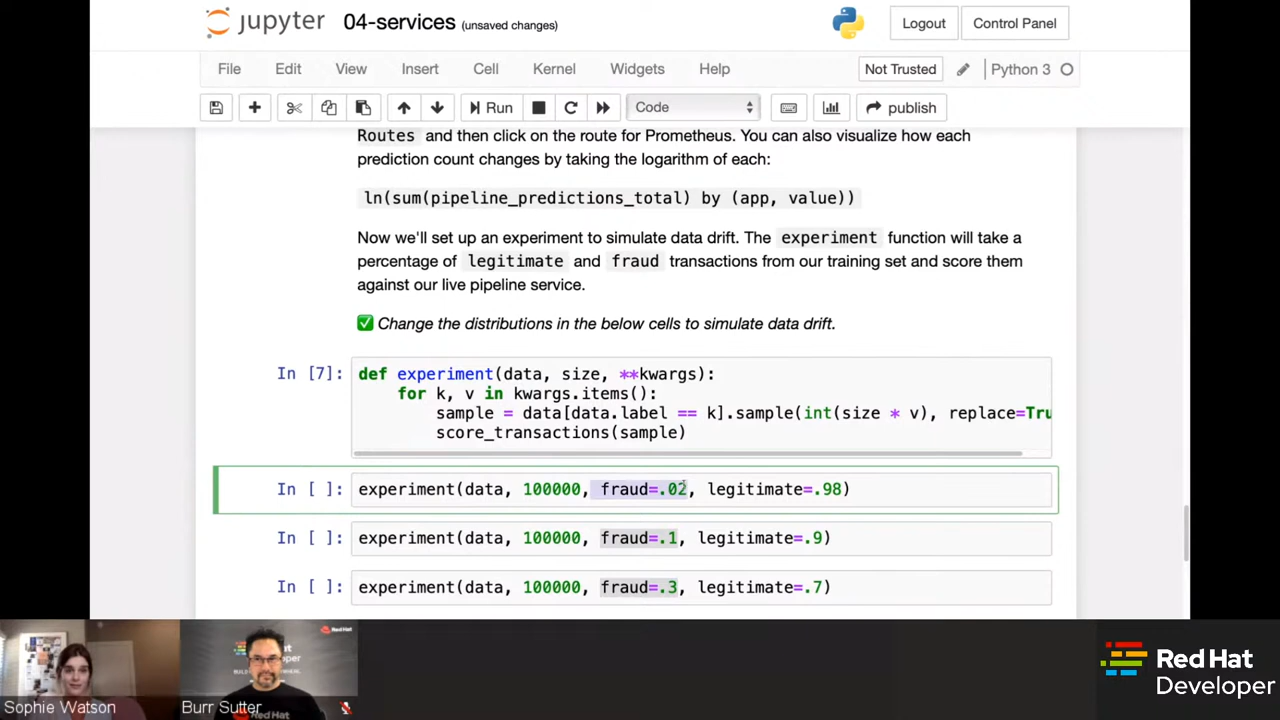 jupyter 04-services (unsaved changes) Logout Control Panel
File Edit View Insert Cell Kernel Widgets Help Not Trusted Python 3
Run Code publish
Routes and then click on the route for Prometheus. You can also visualize how each
prediction count changes by taking the logarithm of each:
ln(sum(pipeline_predictions_total) by (app, value))
Now we'll set up an experiment to simulate data drift. The experiment function will take a
percentage of legitimate and fraud transactions from our training set and score them
against our live pipeline service.
✅ Change the distributions in the below cells to simulate data drift.
In [7]: def experiment(data, size, **kwargs):
for k, v in kwargs.items():
sample = data[data.label == k].sample(int(size * v), replace=Tru
score_transactions(sample)
In [ ]: experiment(data, 100000, fraud=.02, legitimate=.98)
In [ ]: experiment(data, 100000, fraud=.1, legitimate=.9)
In [ ]: experiment(data, 100000, fraud=.3, legitimate=.7)
Red Hat
Developer
Red Hat
Sophie Watson
Burr Sutter
Red Hat
Developer